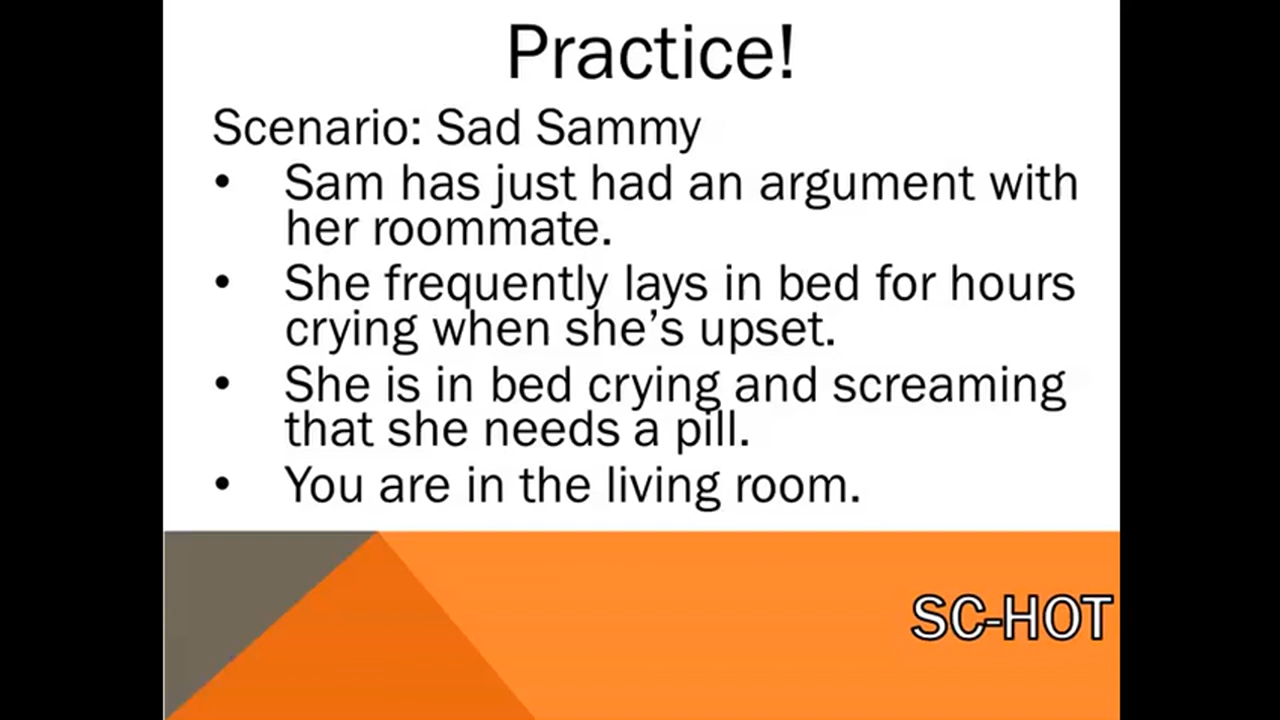 Practice!
Scenario: Sad Sammy
• Sam has just had an argument with
her roommate.
• She frequently lays in bed for hours
crying when she’s upset.
• She is in bed crying and screaming
that she needs a pill.
• You are in the living room.
SC-HOT